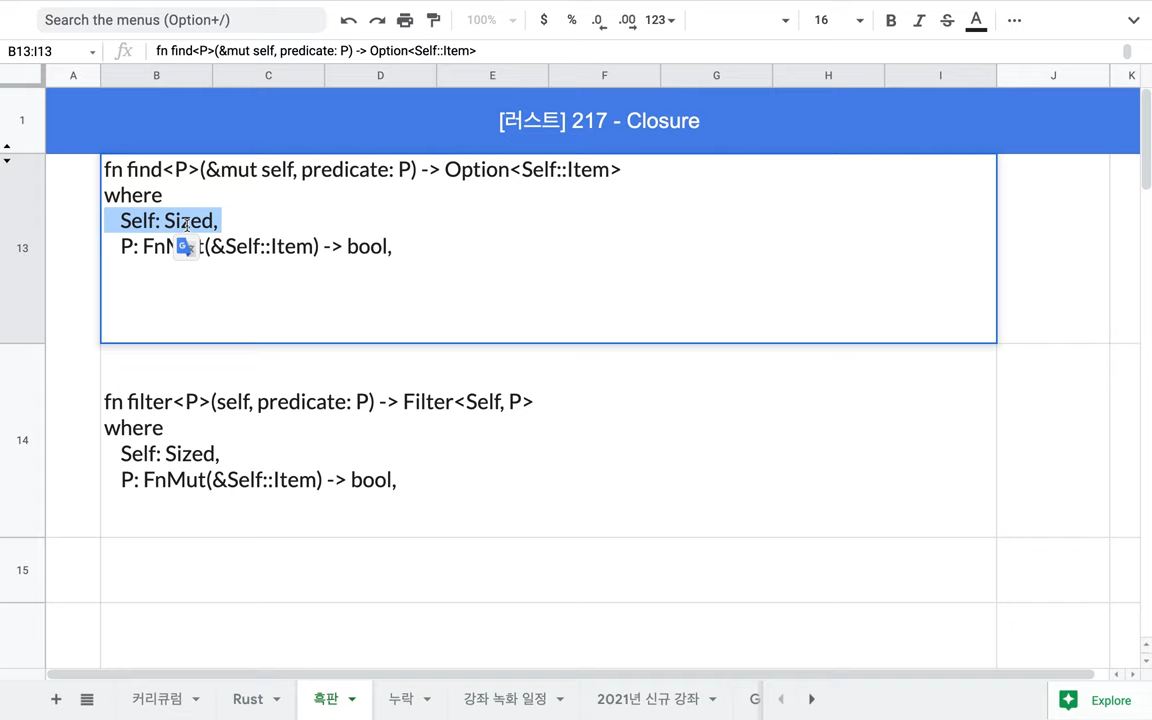 Search the menus (Option+/)
100%
$ % .0 .00 123
16
B I S A
B13:I13
fx fn find<P>(&mut self, predicate: P) -> Option<Self::Item>
A B C D E F G H I J K
1
[러스트] 217 - Closure
13
fn find<P>(&mut self, predicate: P) -> Option<Self::Item>
where
Self: Sized,
P: (&Self::Item) -> bool,
14
fn filter<P>(self, predicate: P) -> Filter<Self, P>
where
Self: Sized,
P: FnMut(&Self::Item) -> bool,
15
+ 커리큘럼 Rust 흑판 누락 강좌 녹화 일정 2021년 신규 강좌 G
Explore